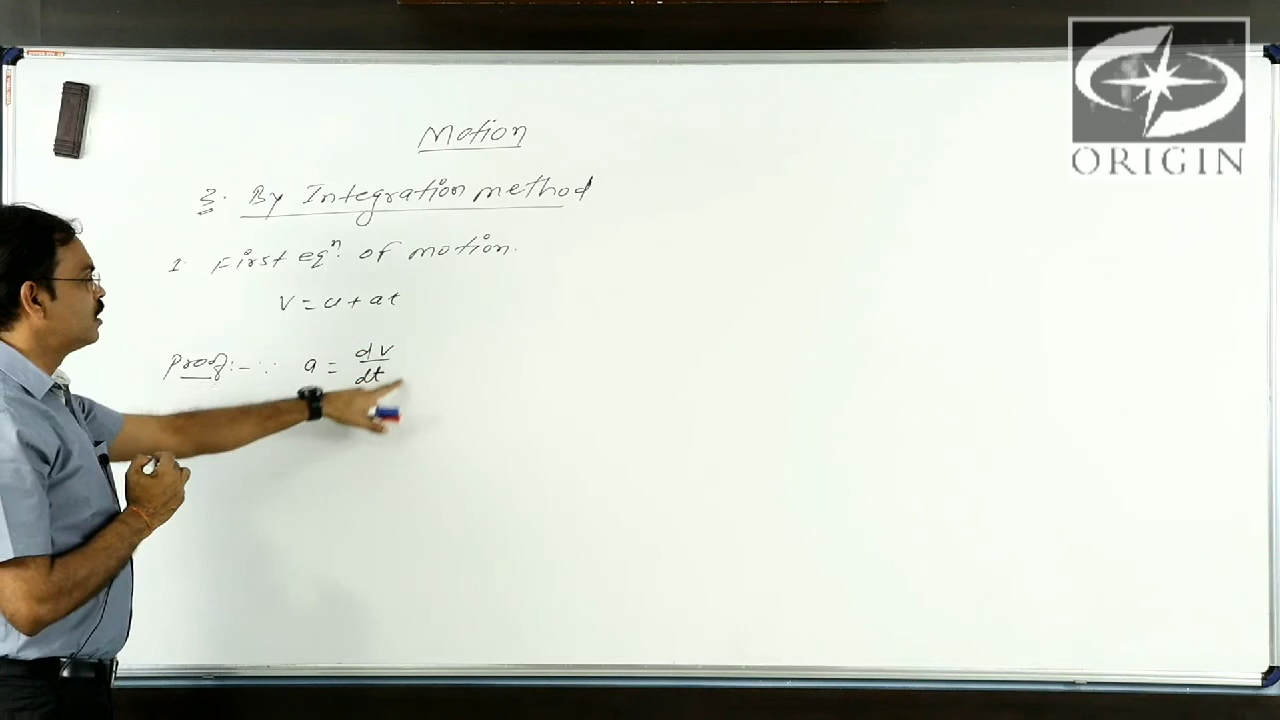 Motion
3. By Integration method
1. First eqn. of motion.
v = u + at
Proof:- ∵ a = dv/dt
ORIGIN